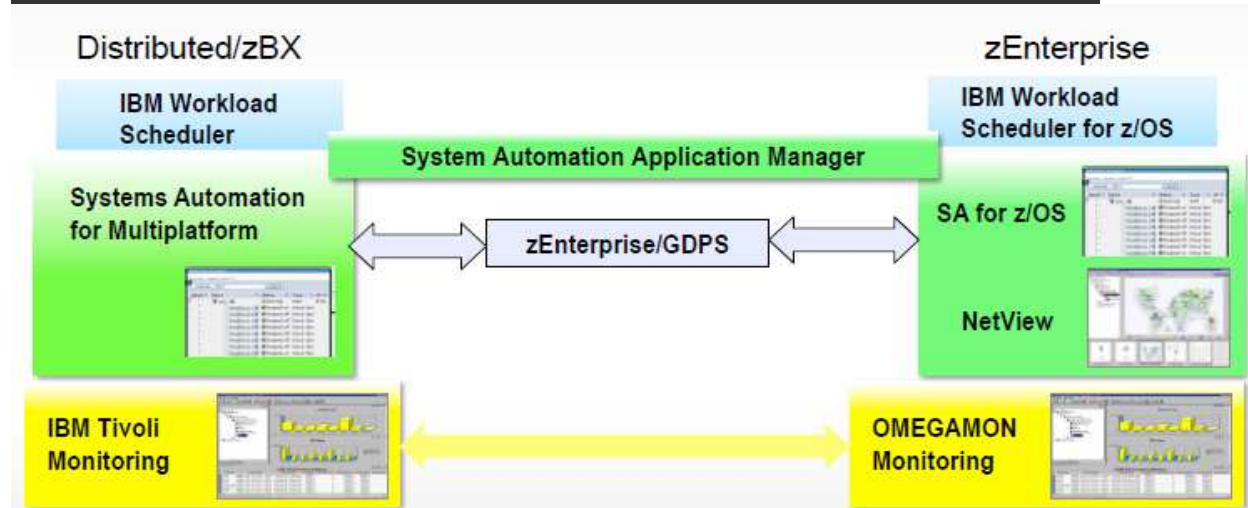 Distributed/zBX
zEnterprise
IBM Workload
Scheduler
IBM Workload
Scheduler for z/OS
System Automation Application Manager
Systems Automation
for Multiplatform
SA for z/OS
zEnterprise/GDPS
NetView
IBM Tivoli
Monitoring
OMEGAMON
Monitoring